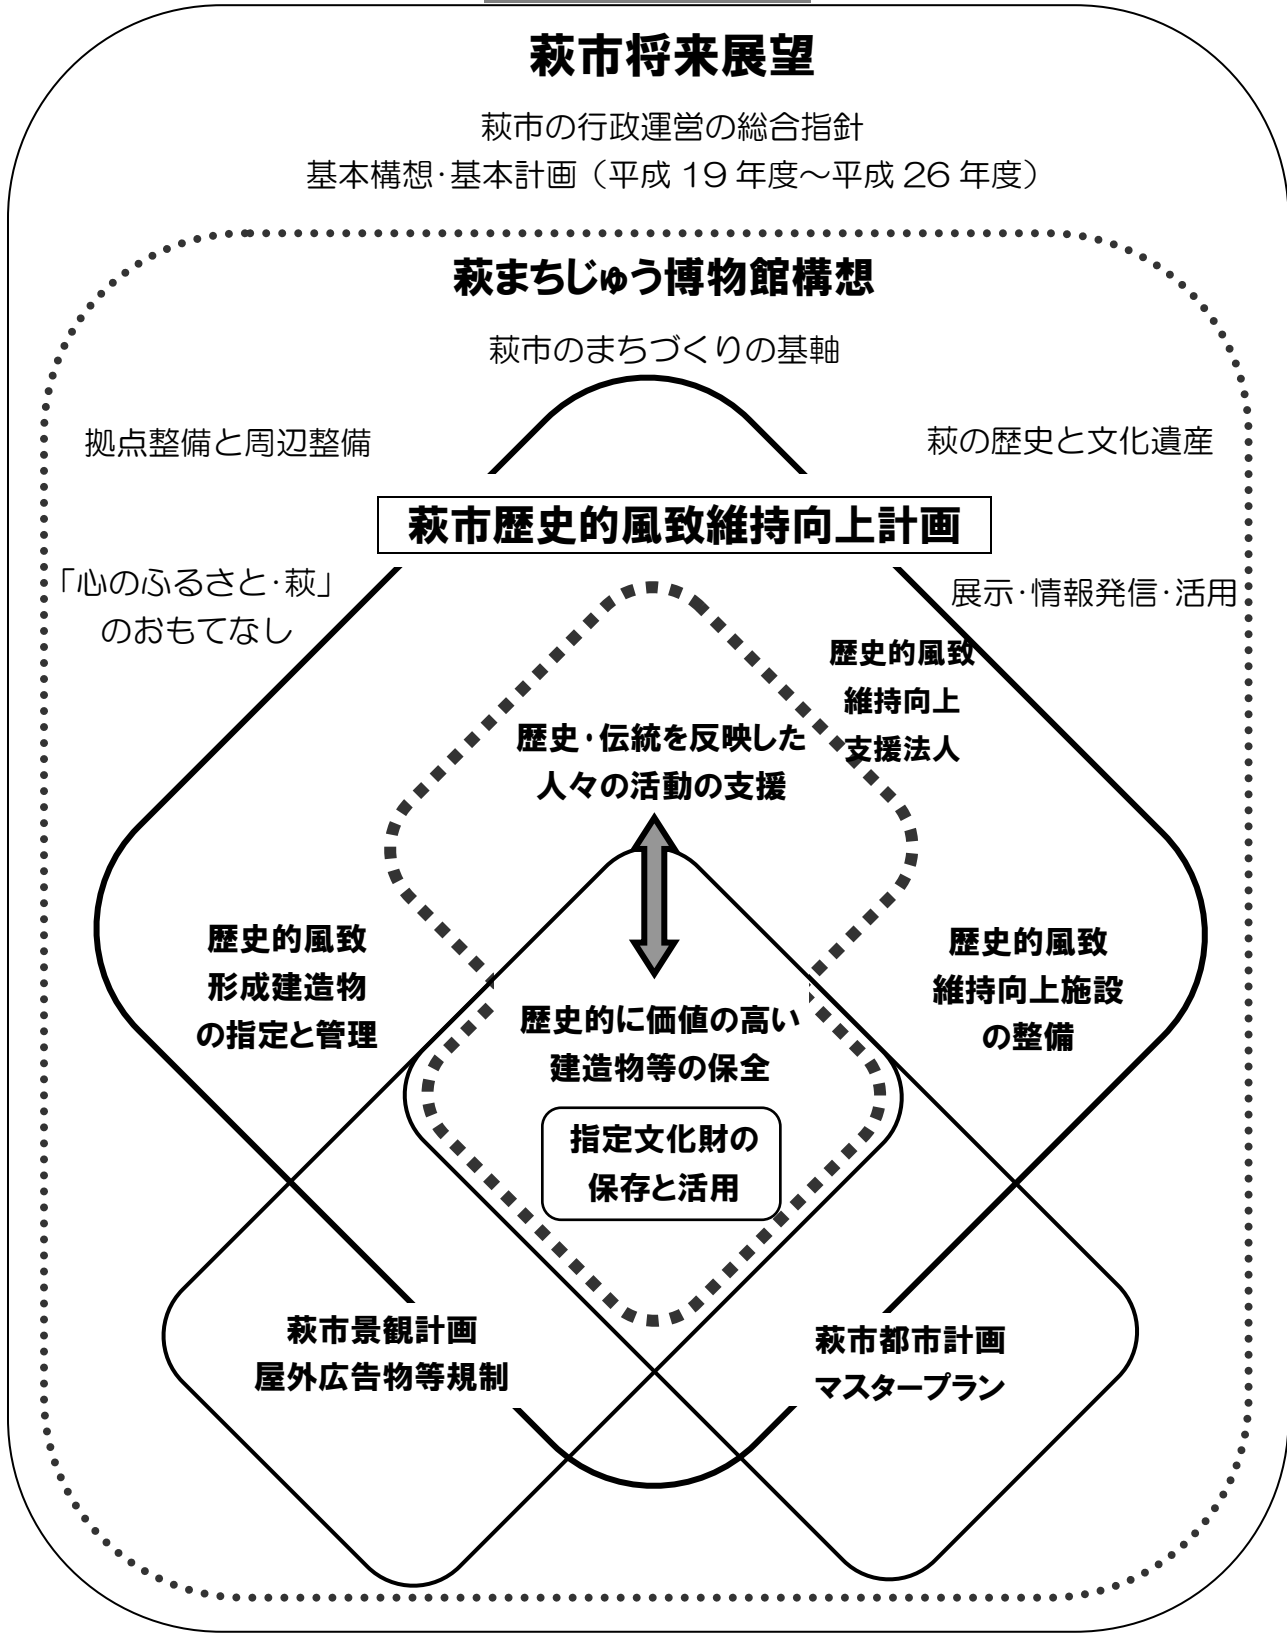 萩市将来展望
萩市の行政運営の総合指針
基本構想･基本計画（平成 19 年度～平成 26 年度）
萩まちじゅう博物館構想
萩市のまちづくりの基軸
拠点整備と周辺整備
萩の歴史と文化遺産
萩市歴史的風致維持向上計画
「心のふるさと･萩」
のおもてなし
展示･情報発信･活用
歴史的風致
維持向上
支援法人
歴史･伝統を反映した
人々の活動の支援
歴史的風致
形成建造物
の指定と管理
歴史的風致
維持向上施設
の整備
歴史的に価値の高い
建造物等の保全
指定文化財の
保存と活用
萩市景観計画
屋外広告物等規制
萩市都市計画
マスタープラン